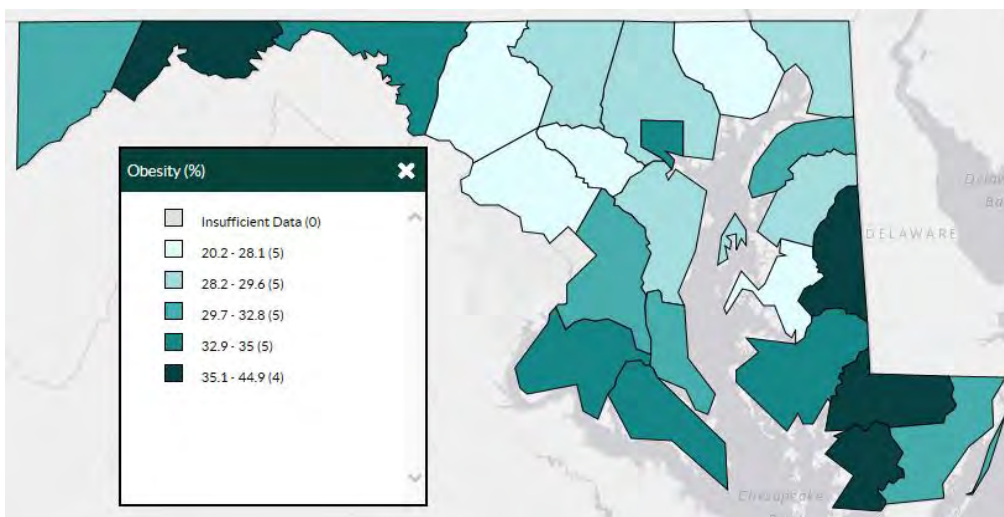 Obesity (%)
Insufficient Data (0)
20.2 - 28.1 (5)
28.2 - 29.6 (5)
29.7 - 32.8 (5)
32.9 - 35 (5)
35.1 - 44.9 (4)
DELAWARE
Chesapeake